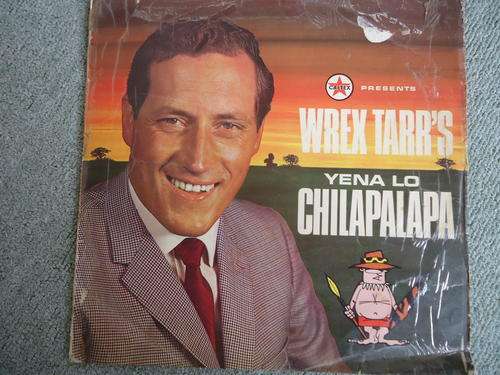 CALTEX
PRESENTS
WREX TARR'S
YENA LO
CHILAPALAPA